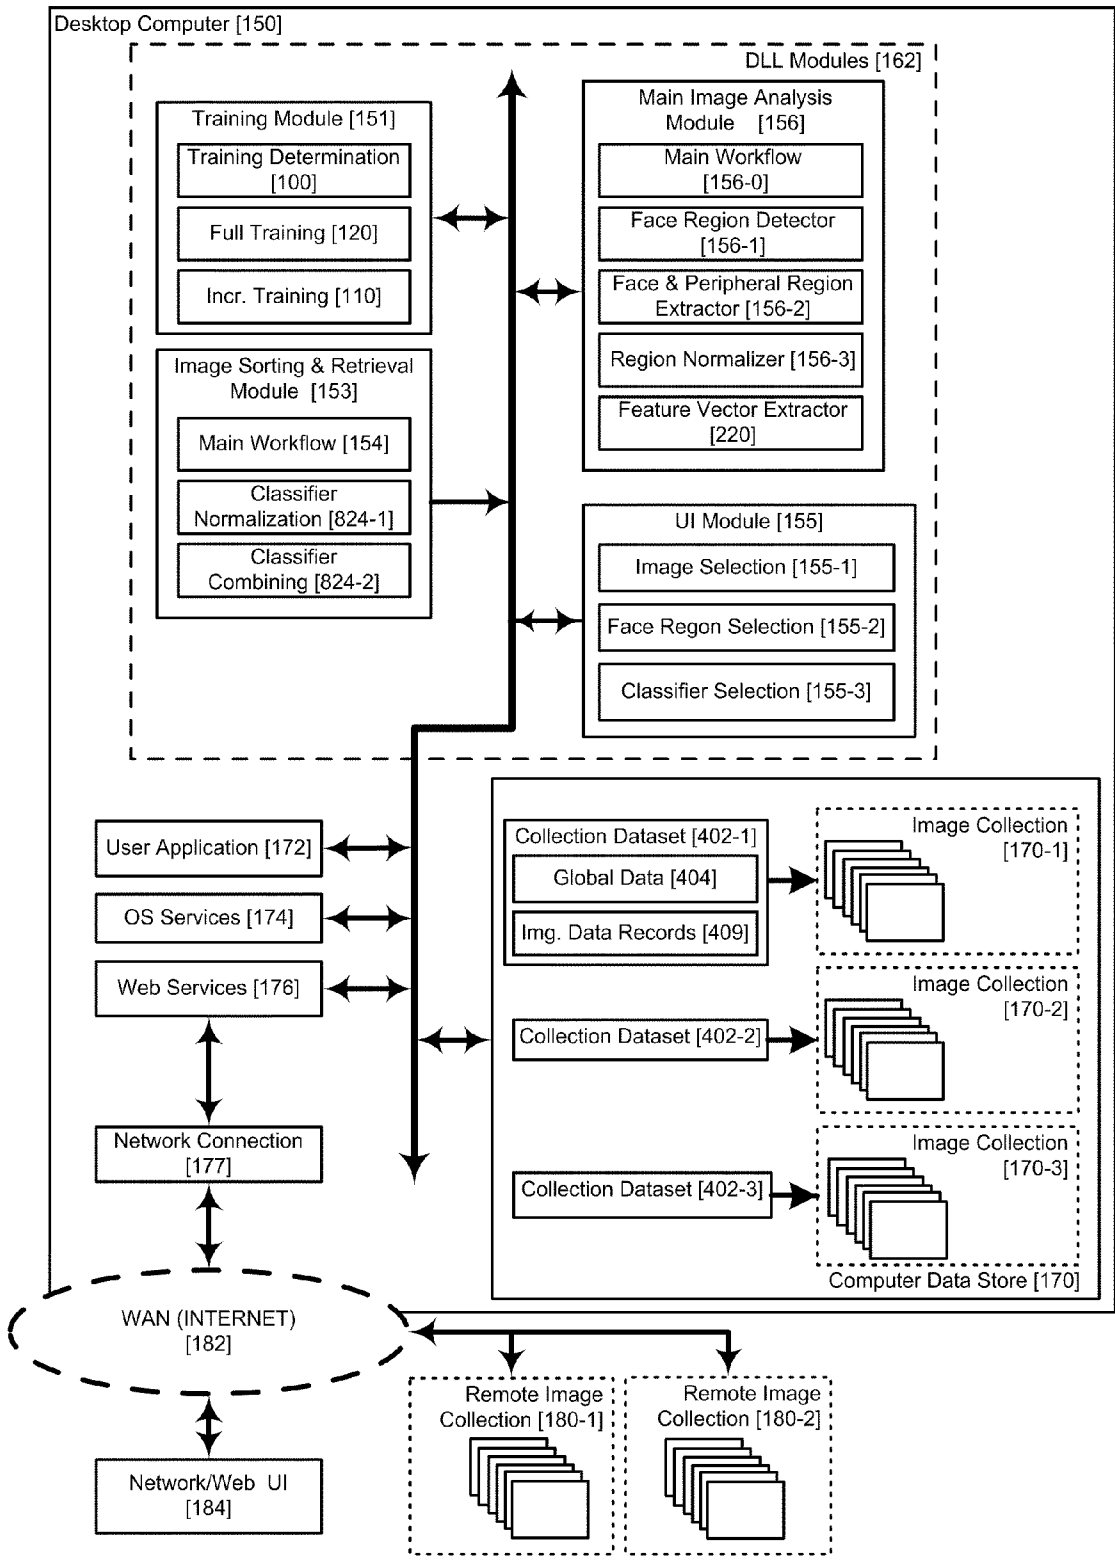 Desktop Computer [150]
DLL Modules [162]
Training Module [151]
Training Determination
[100]
Full Training [120]
Incr. Training [110]
Image Sorting & Retrieval
Module [153]
Main Workflow [154]
Classifier
Normalization [824-1]
Classifier
Combining [824-2]
Main Image Analysis
Module [156]
Main Workflow
[156-0]
Face Region Detector
[156-1]
Face & Peripheral Region
Extractor [156-2]
Region Normalizer [156-3]
Feature Vector Extractor
[220]
UI Module [155]
Image Selection [155-1]
Face Regon Selection [155-2]
Classifier Selection [155-3]
User Application [172]
OS Services [174]
Web Services [176]
Network Connection
[177]
Collection Dataset [402-1]
Global Data [404]
Img. Data Records [409]
Image Collection
[170-1]
Collection Dataset [402-2]
Image Collection
[170-2]
Collection Dataset [402-3]
Image Collection
[170-3]
Computer Data Store [170]
WAN (INTERNET)
[182]
Remote Image
Collection [180-1]
Remote Image
Collection [180-2]
Network/Web UI
[184]